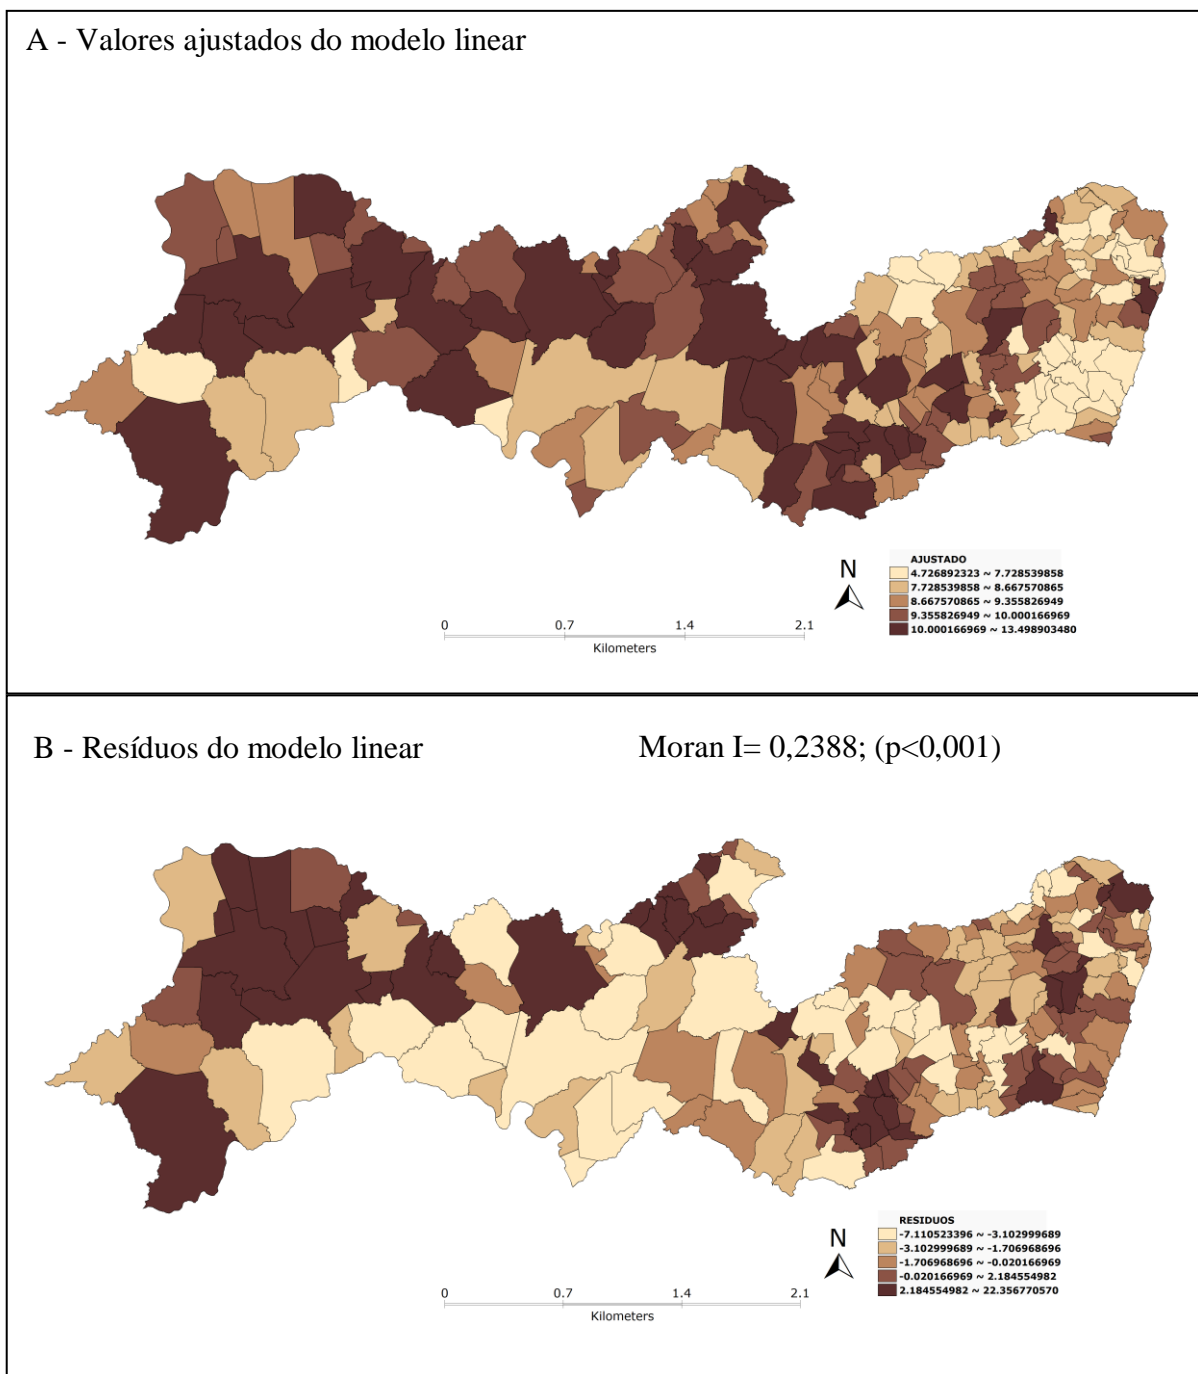 A - Valores ajustados do modelo linear
N
AJUSTADO
4.726892323 ~ 7.728539858
7.728539858 ~ 8.667570865
8.667570865 ~ 9.355826949
9.355826949 ~ 10.000166969
10.000166969 ~ 13.498903480
0 0.7 1.4 2.1
Kilometers
B - Resíduos do modelo linear Moran I= 0,2388; (p<0,001)
N
RESIDUOS
-7.110523396 ~ -3.102999689
-3.102999689 ~ -1.706968696
-1.706968696 ~ -0.020166969
-0.020166969 ~ 2.184554982
2.184554982 ~ 22.356770570
0 0.7 1.4 2.1
Kilometers